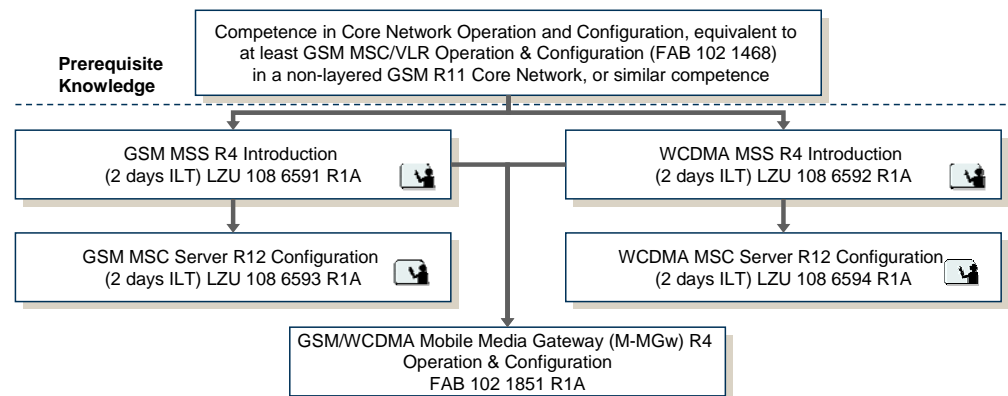 Competence in Core Network Operation and Configuration, equivalent to
at least GSM MSC/VLR Operation & Configuration (FAB 102 1468)
in a non-layered GSM R11 Core Network, or similar competence
Prerequisite
Knowledge
GSM MSS R4 Introduction
(2 days ILT) LZU 108 6591 R1A
WCDMA MSS R4 Introduction
(2 days ILT) LZU 108 6592 R1A
GSM MSC Server R12 Configuration
(2 days ILT) LZU 108 6593 R1A
WCDMA MSC Server R12 Configuration
(2 days ILT) LZU 108 6594 R1A
GSM/WCDMA Mobile Media Gateway (M-MGw) R4
Operation & Configuration
FAB 102 1851 R1A